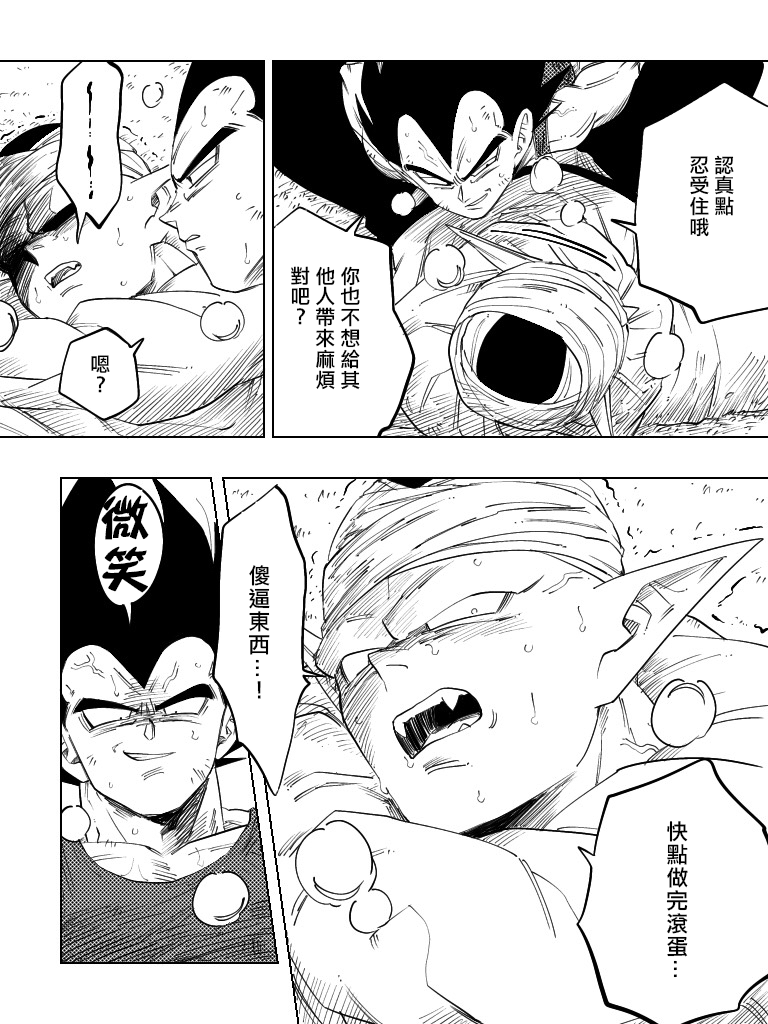 認真點
忍受住哦
你也不想給其
他人帶來麻煩
對吧？
………
嗯？
傻逼東西…！
快點做完滾蛋…
微笑